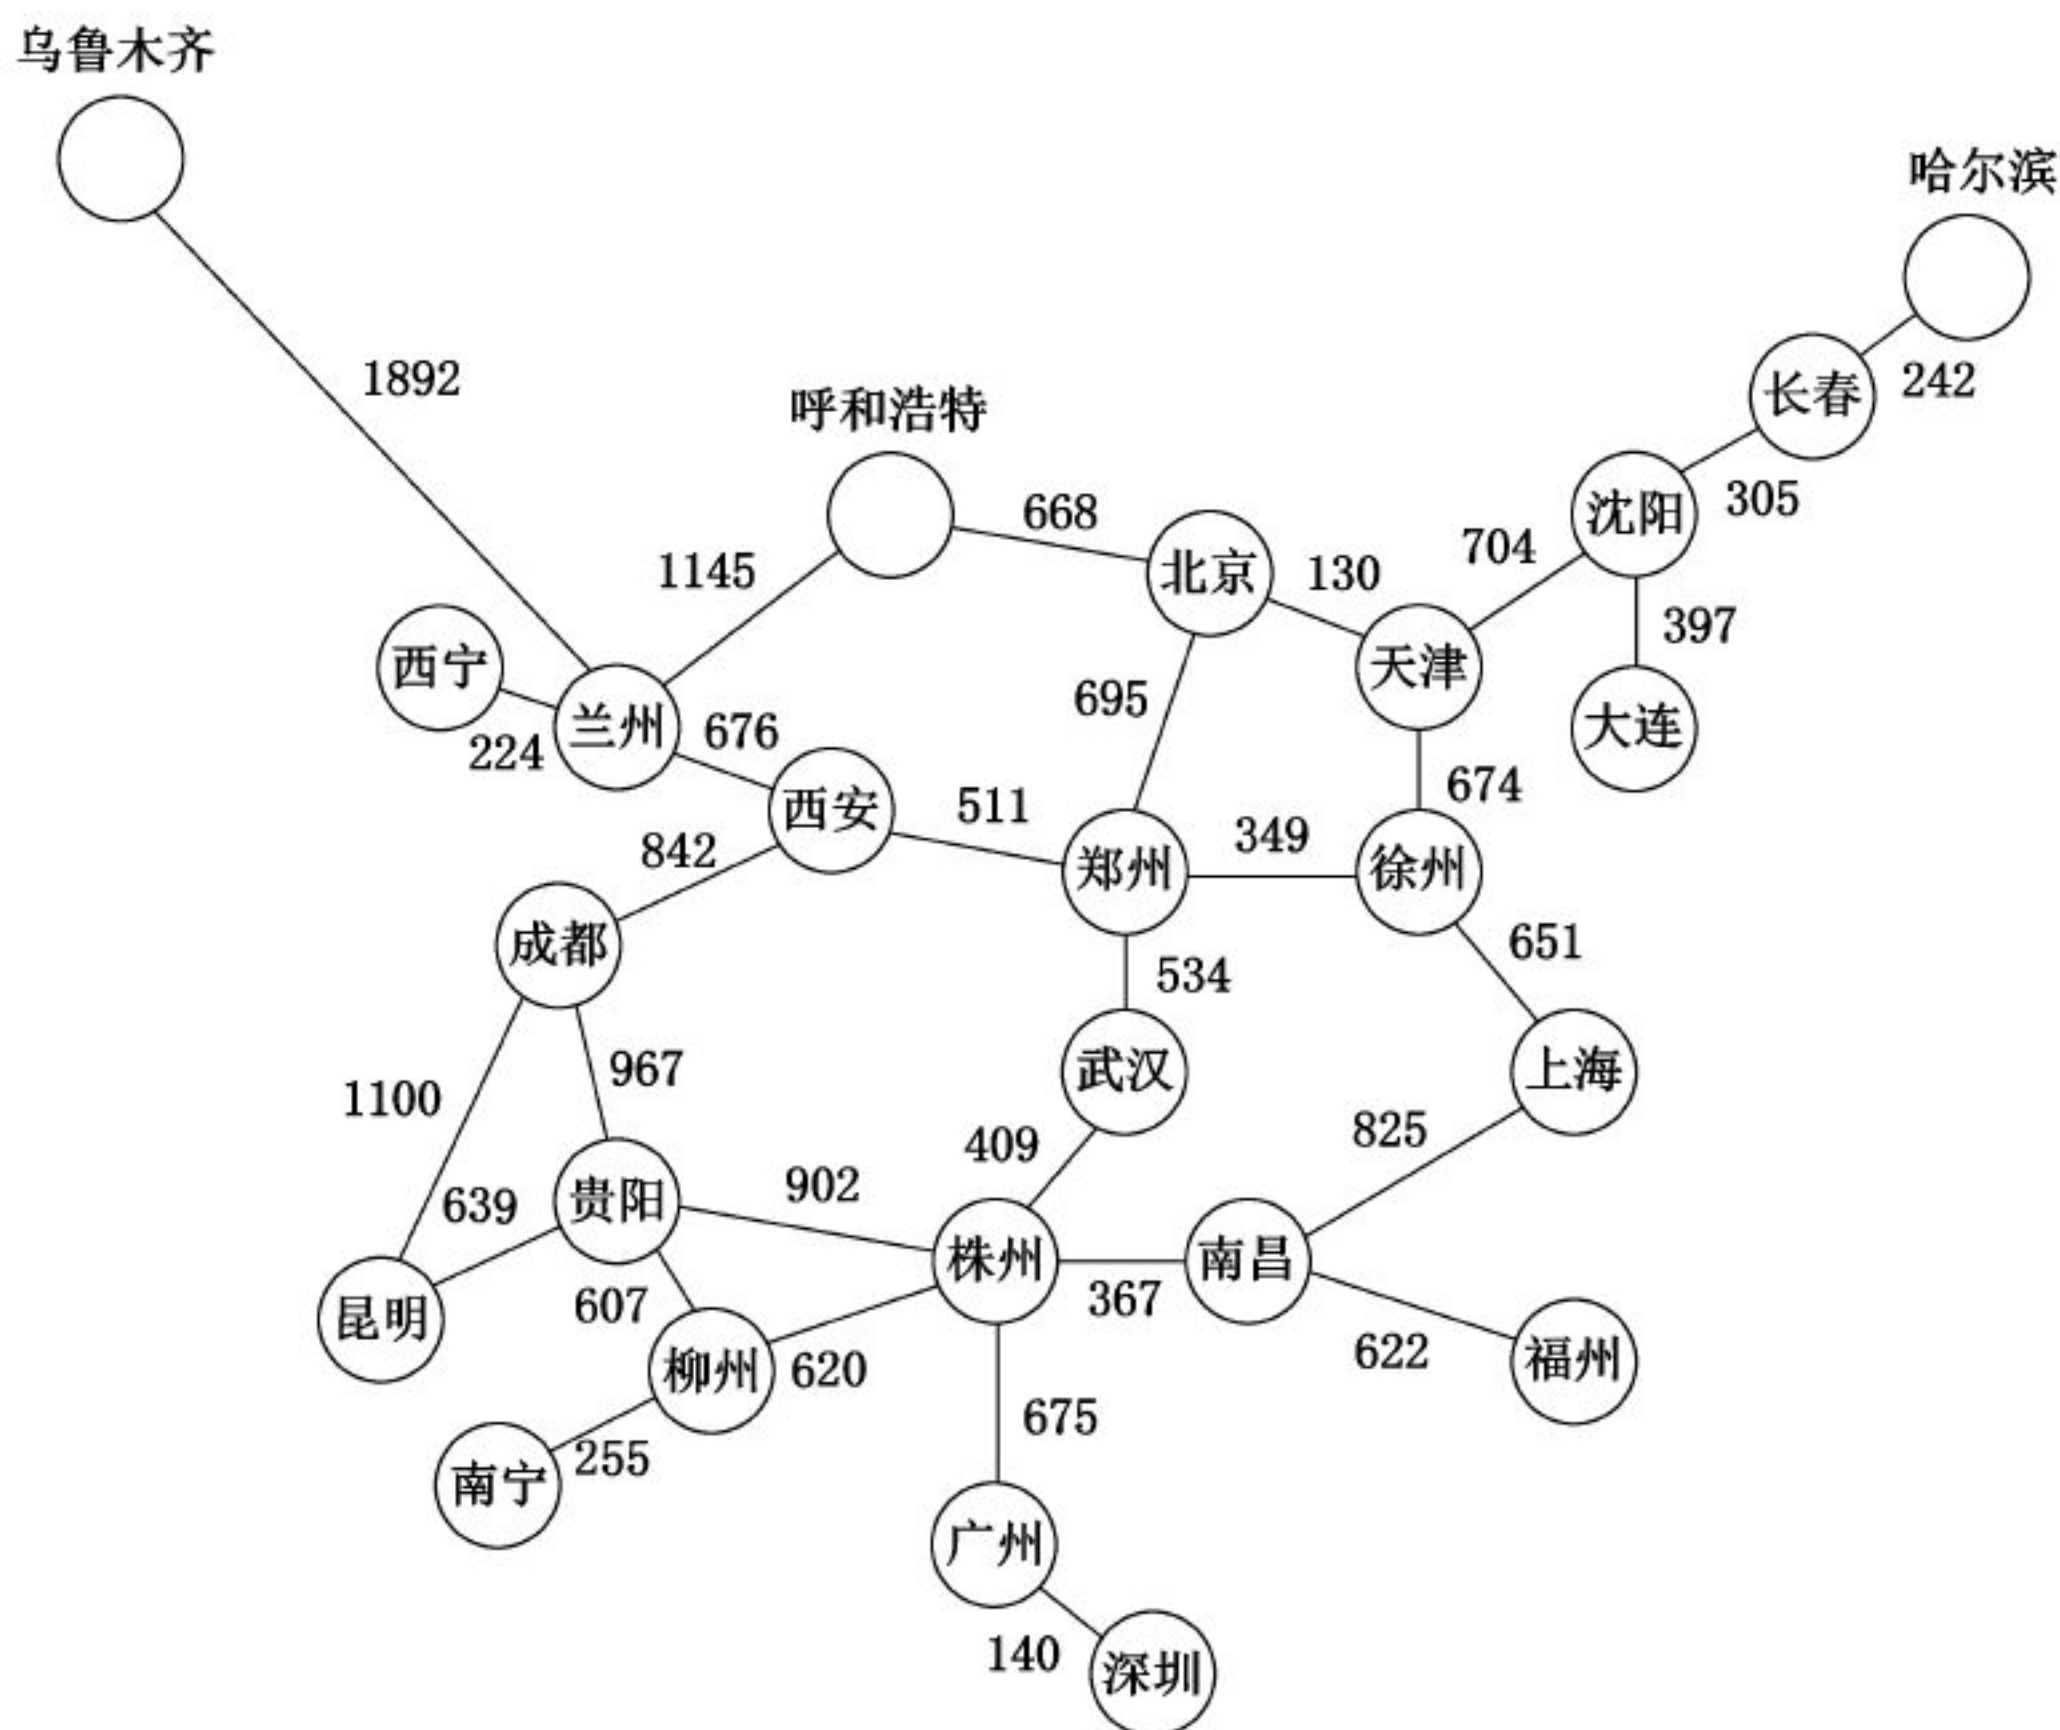 乌鲁木齐
哈尔滨
1892
呼和浩特
长春
242
668
沈阳
305
1145
北京
130
704
西宁
天津
397
695
224
兰州
676
大连
西安
511
674
842
郑州
349
徐州
成都
651
534
1100
967
武汉
上海
409
825
639
贵阳
902
昆明
607
株州
367
南昌
柳州
620
622
福州
675
南宁
255
广州
140
深圳